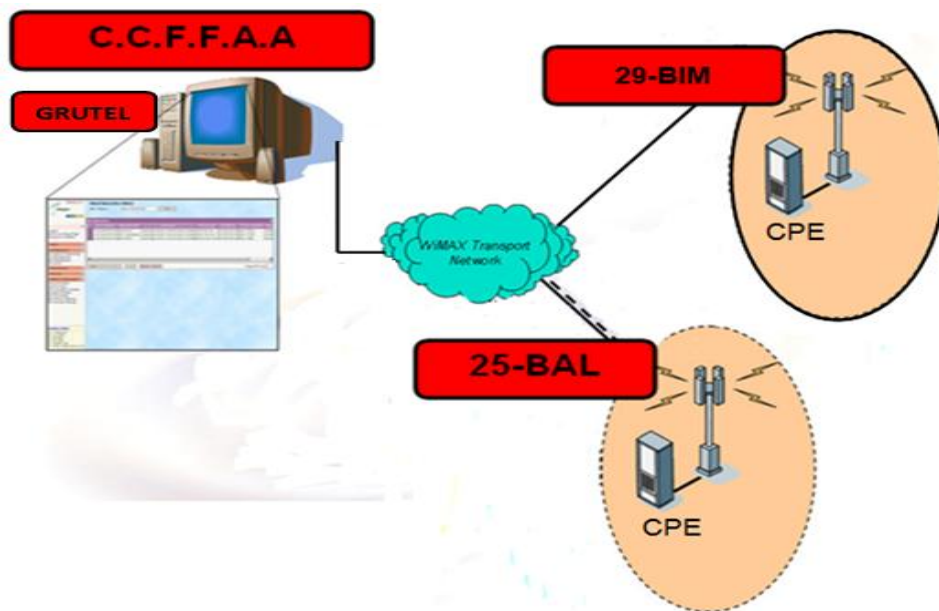 C.C.F.F.A.A
29-BIM
GRUTEL
CPE
WiMAX Transport
Network
25-BAL
CPE